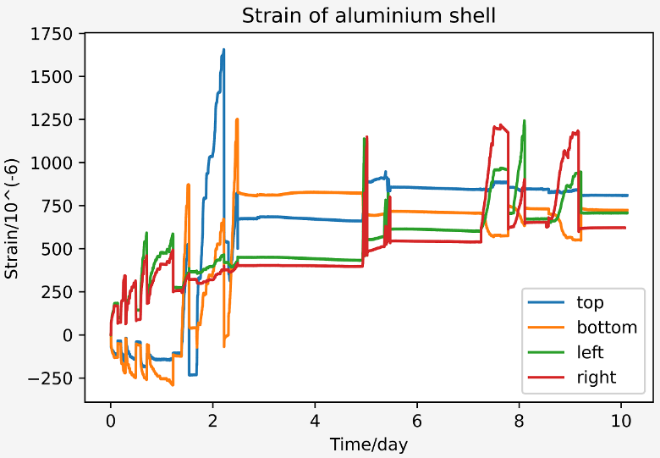 Strain of aluminium shell
Strain/10^(-6)
1750
1500
1250
1000
750
500
250
0
−250
0
2
4
6
8
10
Time/day
top
bottom
left
right